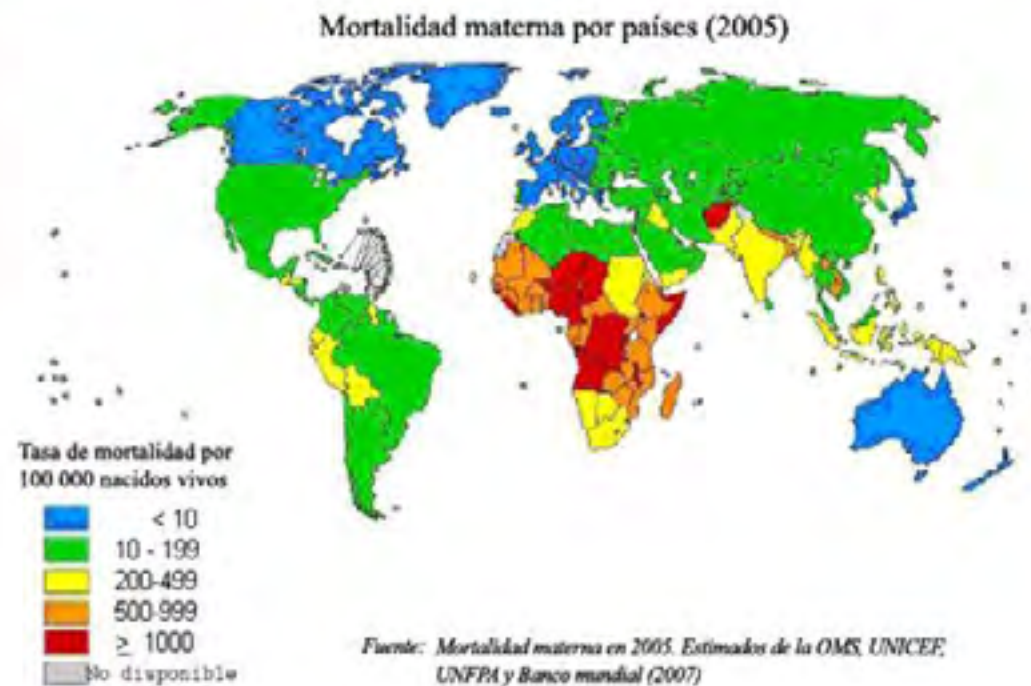 Mortalidad materna por países (2005)
Tasa de mortalidad por
100 000 nacidos vivos
< 10
10 - 199
200-499
500-999
≥ 1000
No disponible
Fuente: Mortalidad materna en 2005. Estimados de la OMS, UNICEF,
UNFPA y Banco mundial (2007)